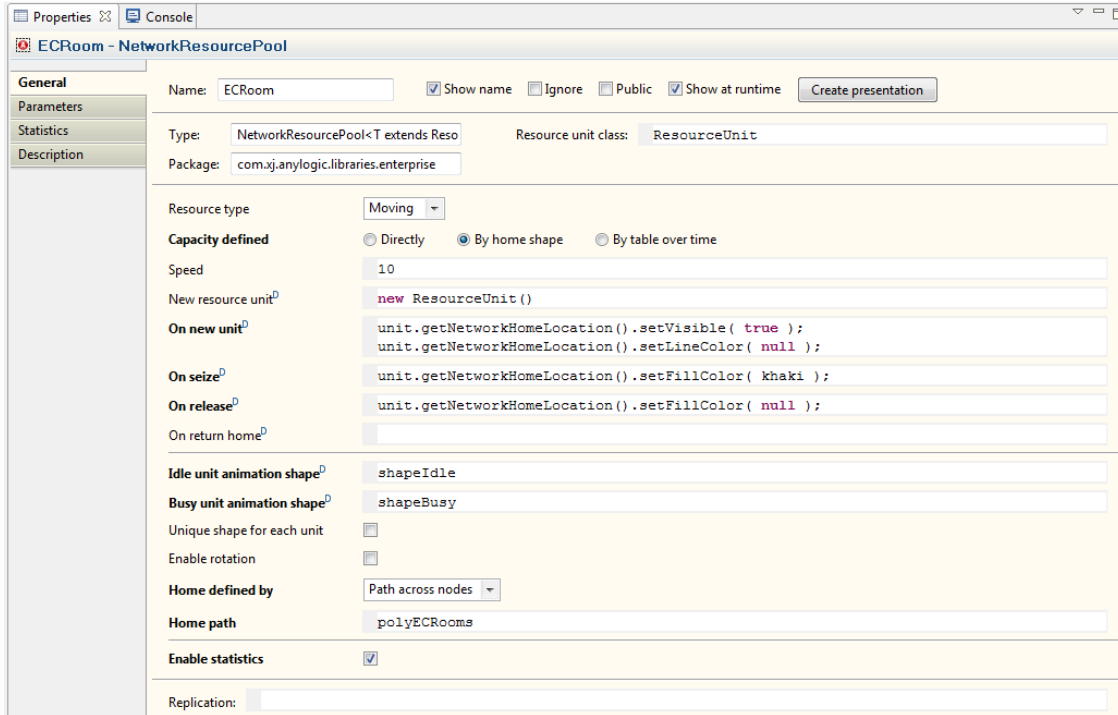 Properties Console
ECRoom - NetworkResourcePool
General
Parameters
Statistics
Description
Name: ECRoom Show name Ignore Public Show at runtime Create presentation
Type: NetworkResourcePool<T extends Reso Resource unit class: ResourceUnit
Package: com.xj.anylogic.libraries.enterprise
Resource type Moving
Capacity defined Directly By home shape By table over time
Speed 10
New resource unitD new ResourceUnit()
On new unitD unit.getNetworkHomeLocation().setVisible( true );
unit.getNetworkHomeLocation().setLineColor( null );
On seizeD unit.getNetworkHomeLocation().setFillColor( khaki );
On releaseD unit.getNetworkHomeLocation().setFillColor( null );
On return homeD
Idle unit animation shapeD shapeIdle
Busy unit animation shapeD shapeBusy
Unique shape for each unit
Enable rotation
Home defined by Path across nodes
Home path polyECRooms
Enable statistics
Replication: